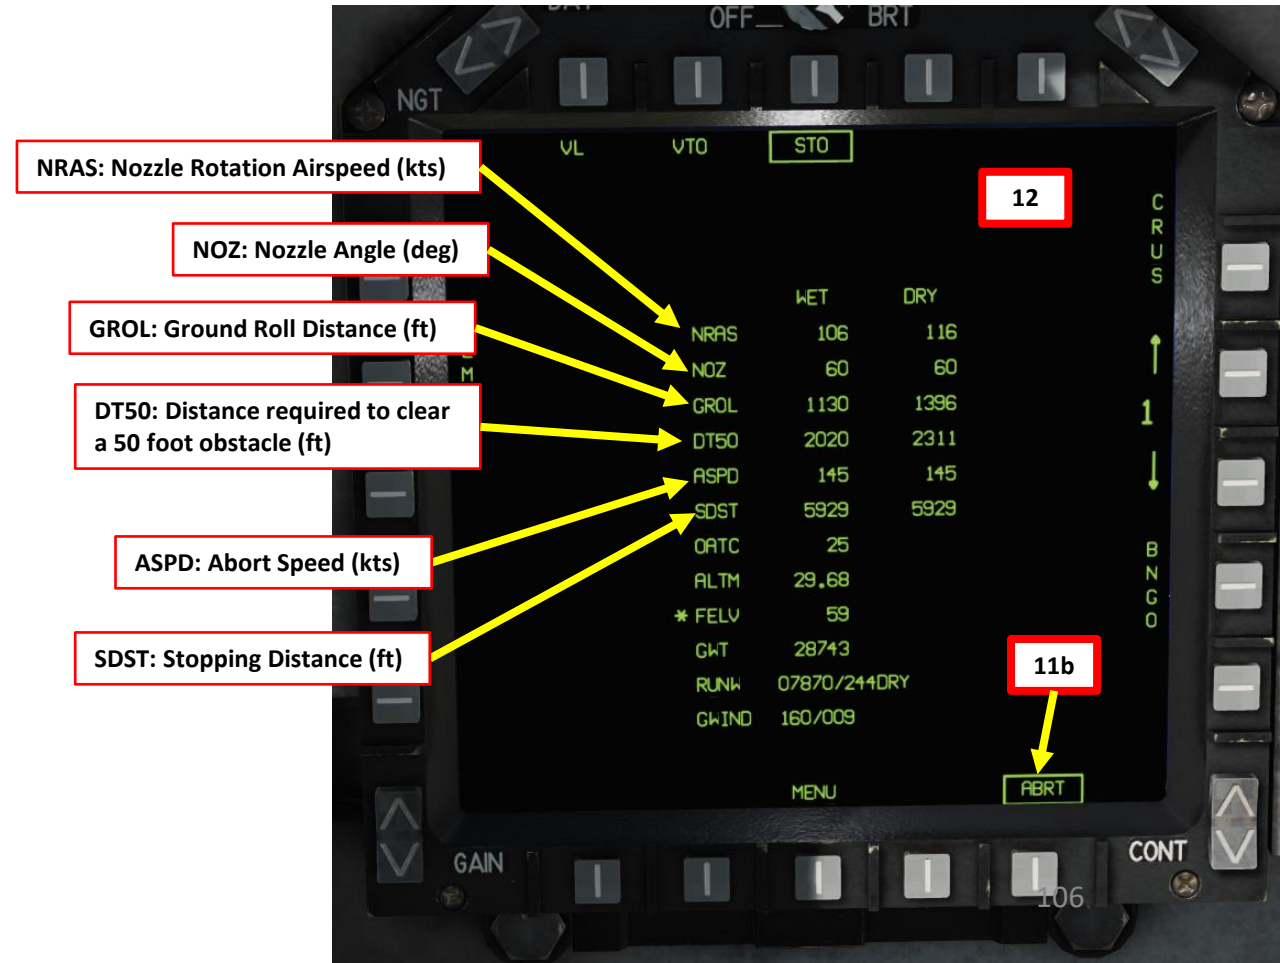 OFF BRT
NGT
VL VTO STO
NRAS: Nozzle Rotation Airspeed (kts)
12
CRUS
NOZ: Nozzle Angle (deg)
WET DRY
GROL: Ground Roll Distance (ft)
NRAS 106 116
M
NOZ 60 60
DT50: Distance required to clear
a 50 foot obstacle (ft)
GROL 1130 1396
1
DT50 2020 2311
ASPD 145 145
SDST 5929 5929
ASPD: Abort Speed (kts)
OATC 25
BNGO
ALTM 29.68
* FELV 59
SDST: Stopping Distance (ft)
GWT 28743
11b
RUNW 07870/244DRY
GWIND 160/009
MENU ABRT
GAIN CONT
106